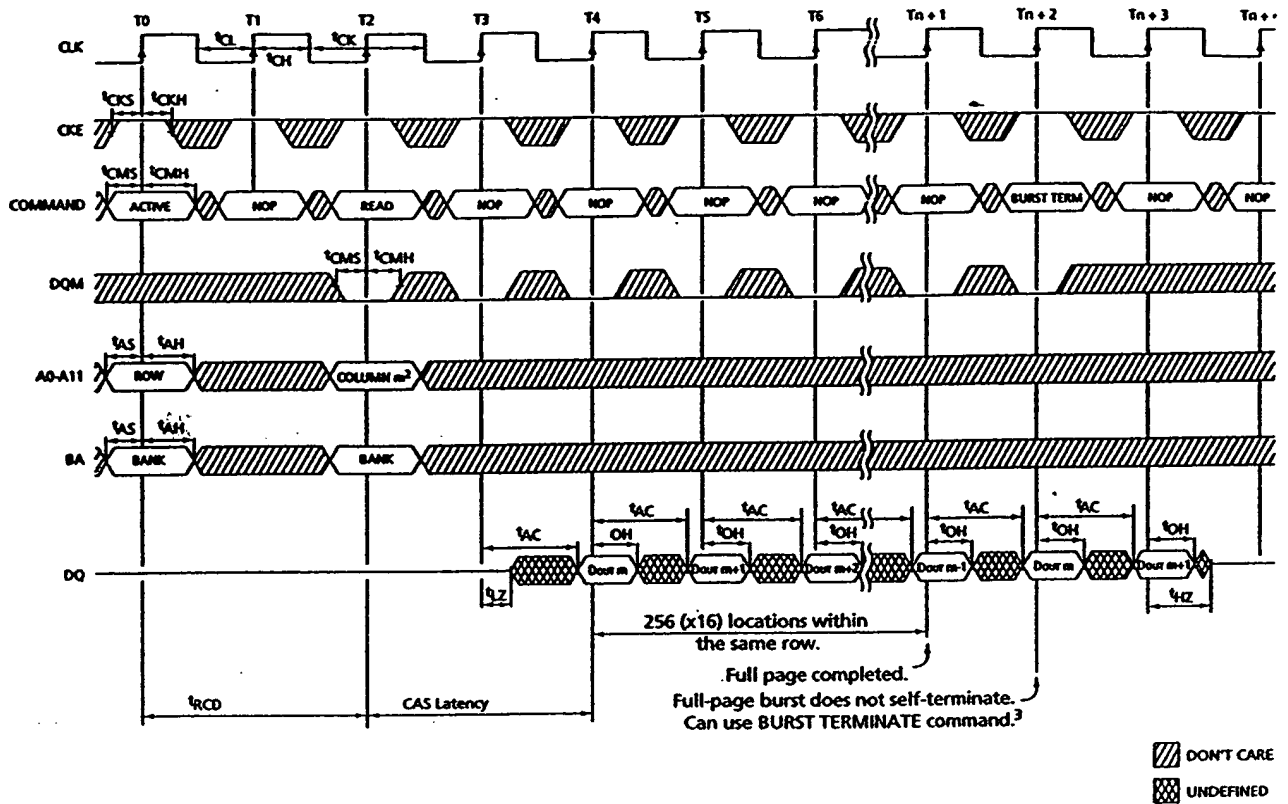 T0 T1 T2 T3 T4 T5 T6 Tn + 1 Tn + 2 Tn + 3
CLK
tCL tCK
tCH
tCKS tCKH
CKE
tCMS tCMH
COMMAND ACTIVE NOP READ NOP NOP NOP NOP NOP BURST TERM NOP NOP
tCMS tCMH
DQM
tAS tAH
A0-A11 ROW COLUMN m2
tAS tAH
BA BANK BANK
tAC tAC tAC tAC tAC tAC
OH tOH tOH tOH tOH tOH
DQ DOUT m DOUT m+1 DOUT m+2 DOUT m-1 DOUT m DOUT m+1
tLZ tHZ
256 (x16) locations within
the same row.
Full page completed.
Full-page burst does not self-terminate.
Can use BURST TERMINATE command.3
tRCD CAS Latency
DON'T CARE
UNDEFINED